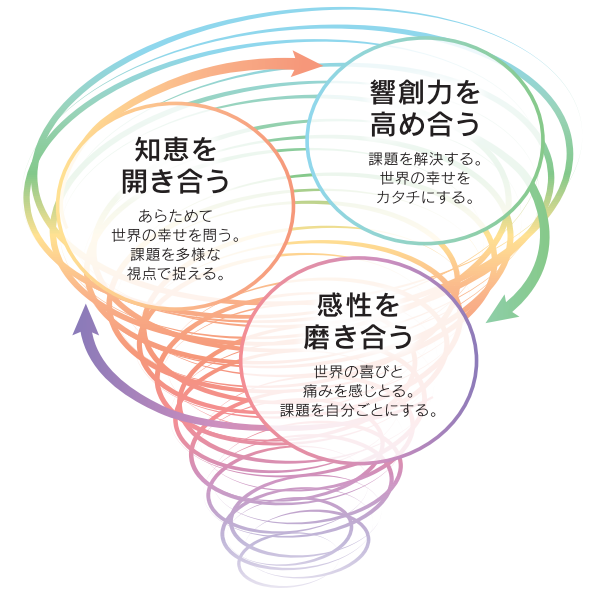 知恵を
開き合う
あらためて
世界の幸せを問う。
課題を多様な
視点で捉える。
響創力を
高め合う
課題を解決する。
世界の幸せを
カタチにする。
感性を
磨き合う
世界の喜びと
痛みを感じとる。
課題を自分ごとにする。